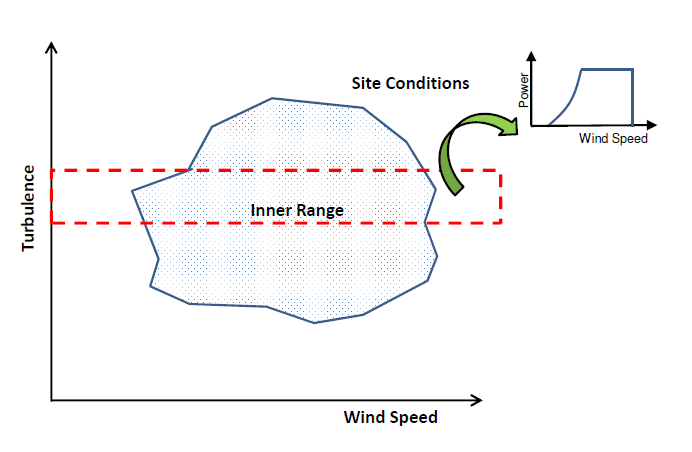 Site Conditions
Power
Wind Speed
Inner Range
Turbulence
Wind Speed